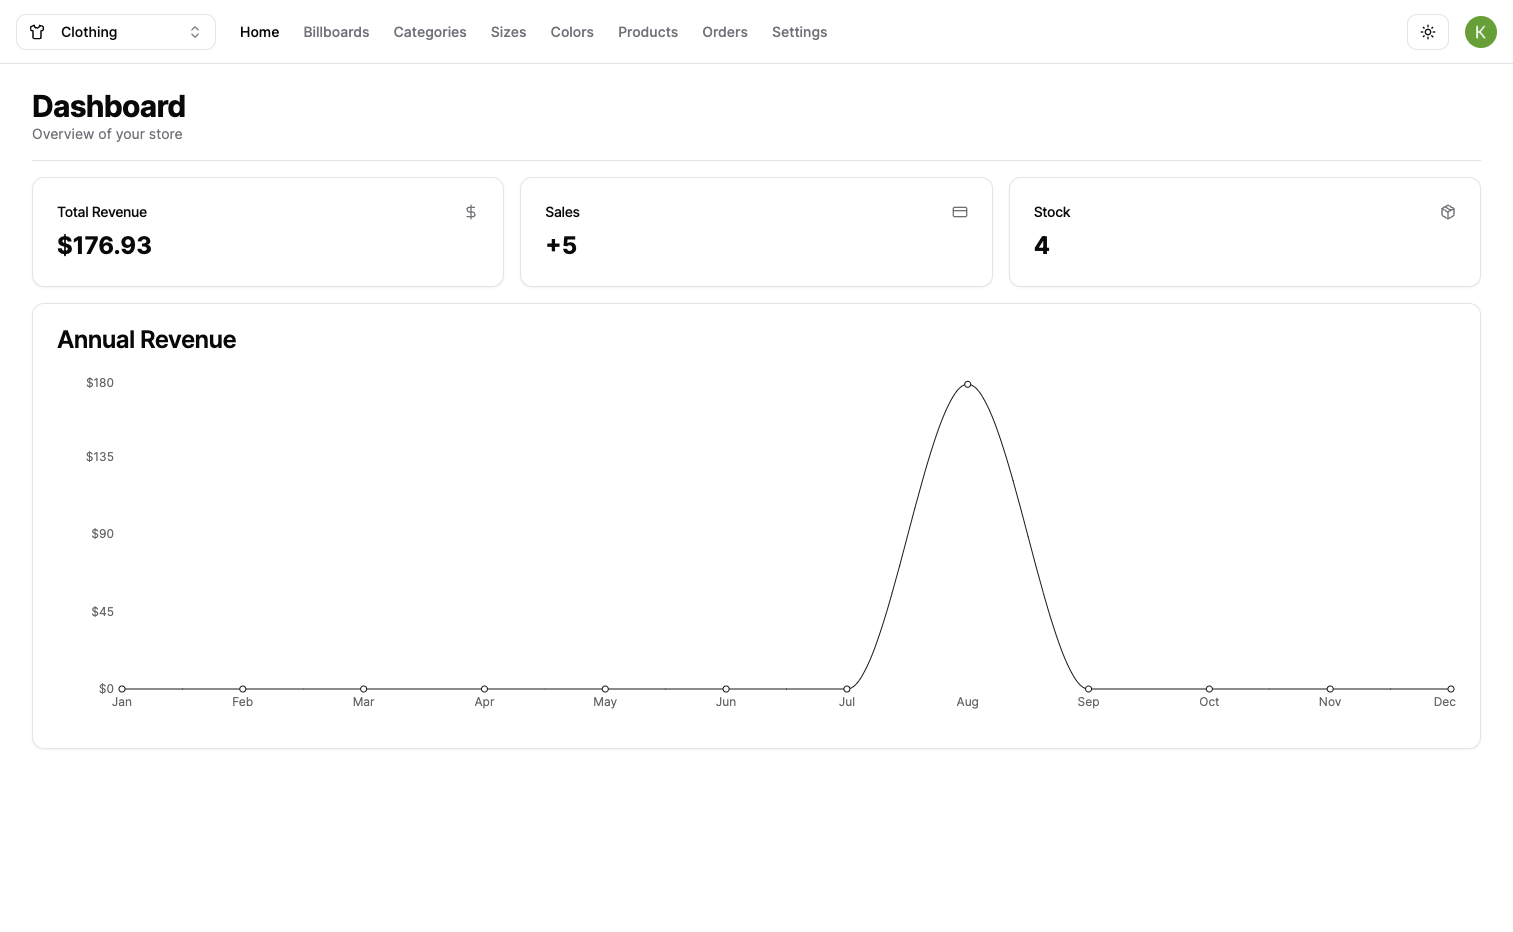 Clothing Home Billboards Categories Sizes Colors Products Orders Settings K
Dashboard
Overview of your store
Total Revenue
$176.93
Sales
+5
Stock
4
Annual Revenue
$180
$135
$90
$45
$0
Jan Feb Mar Apr May Jun Jul Aug Sep Oct Nov Dec